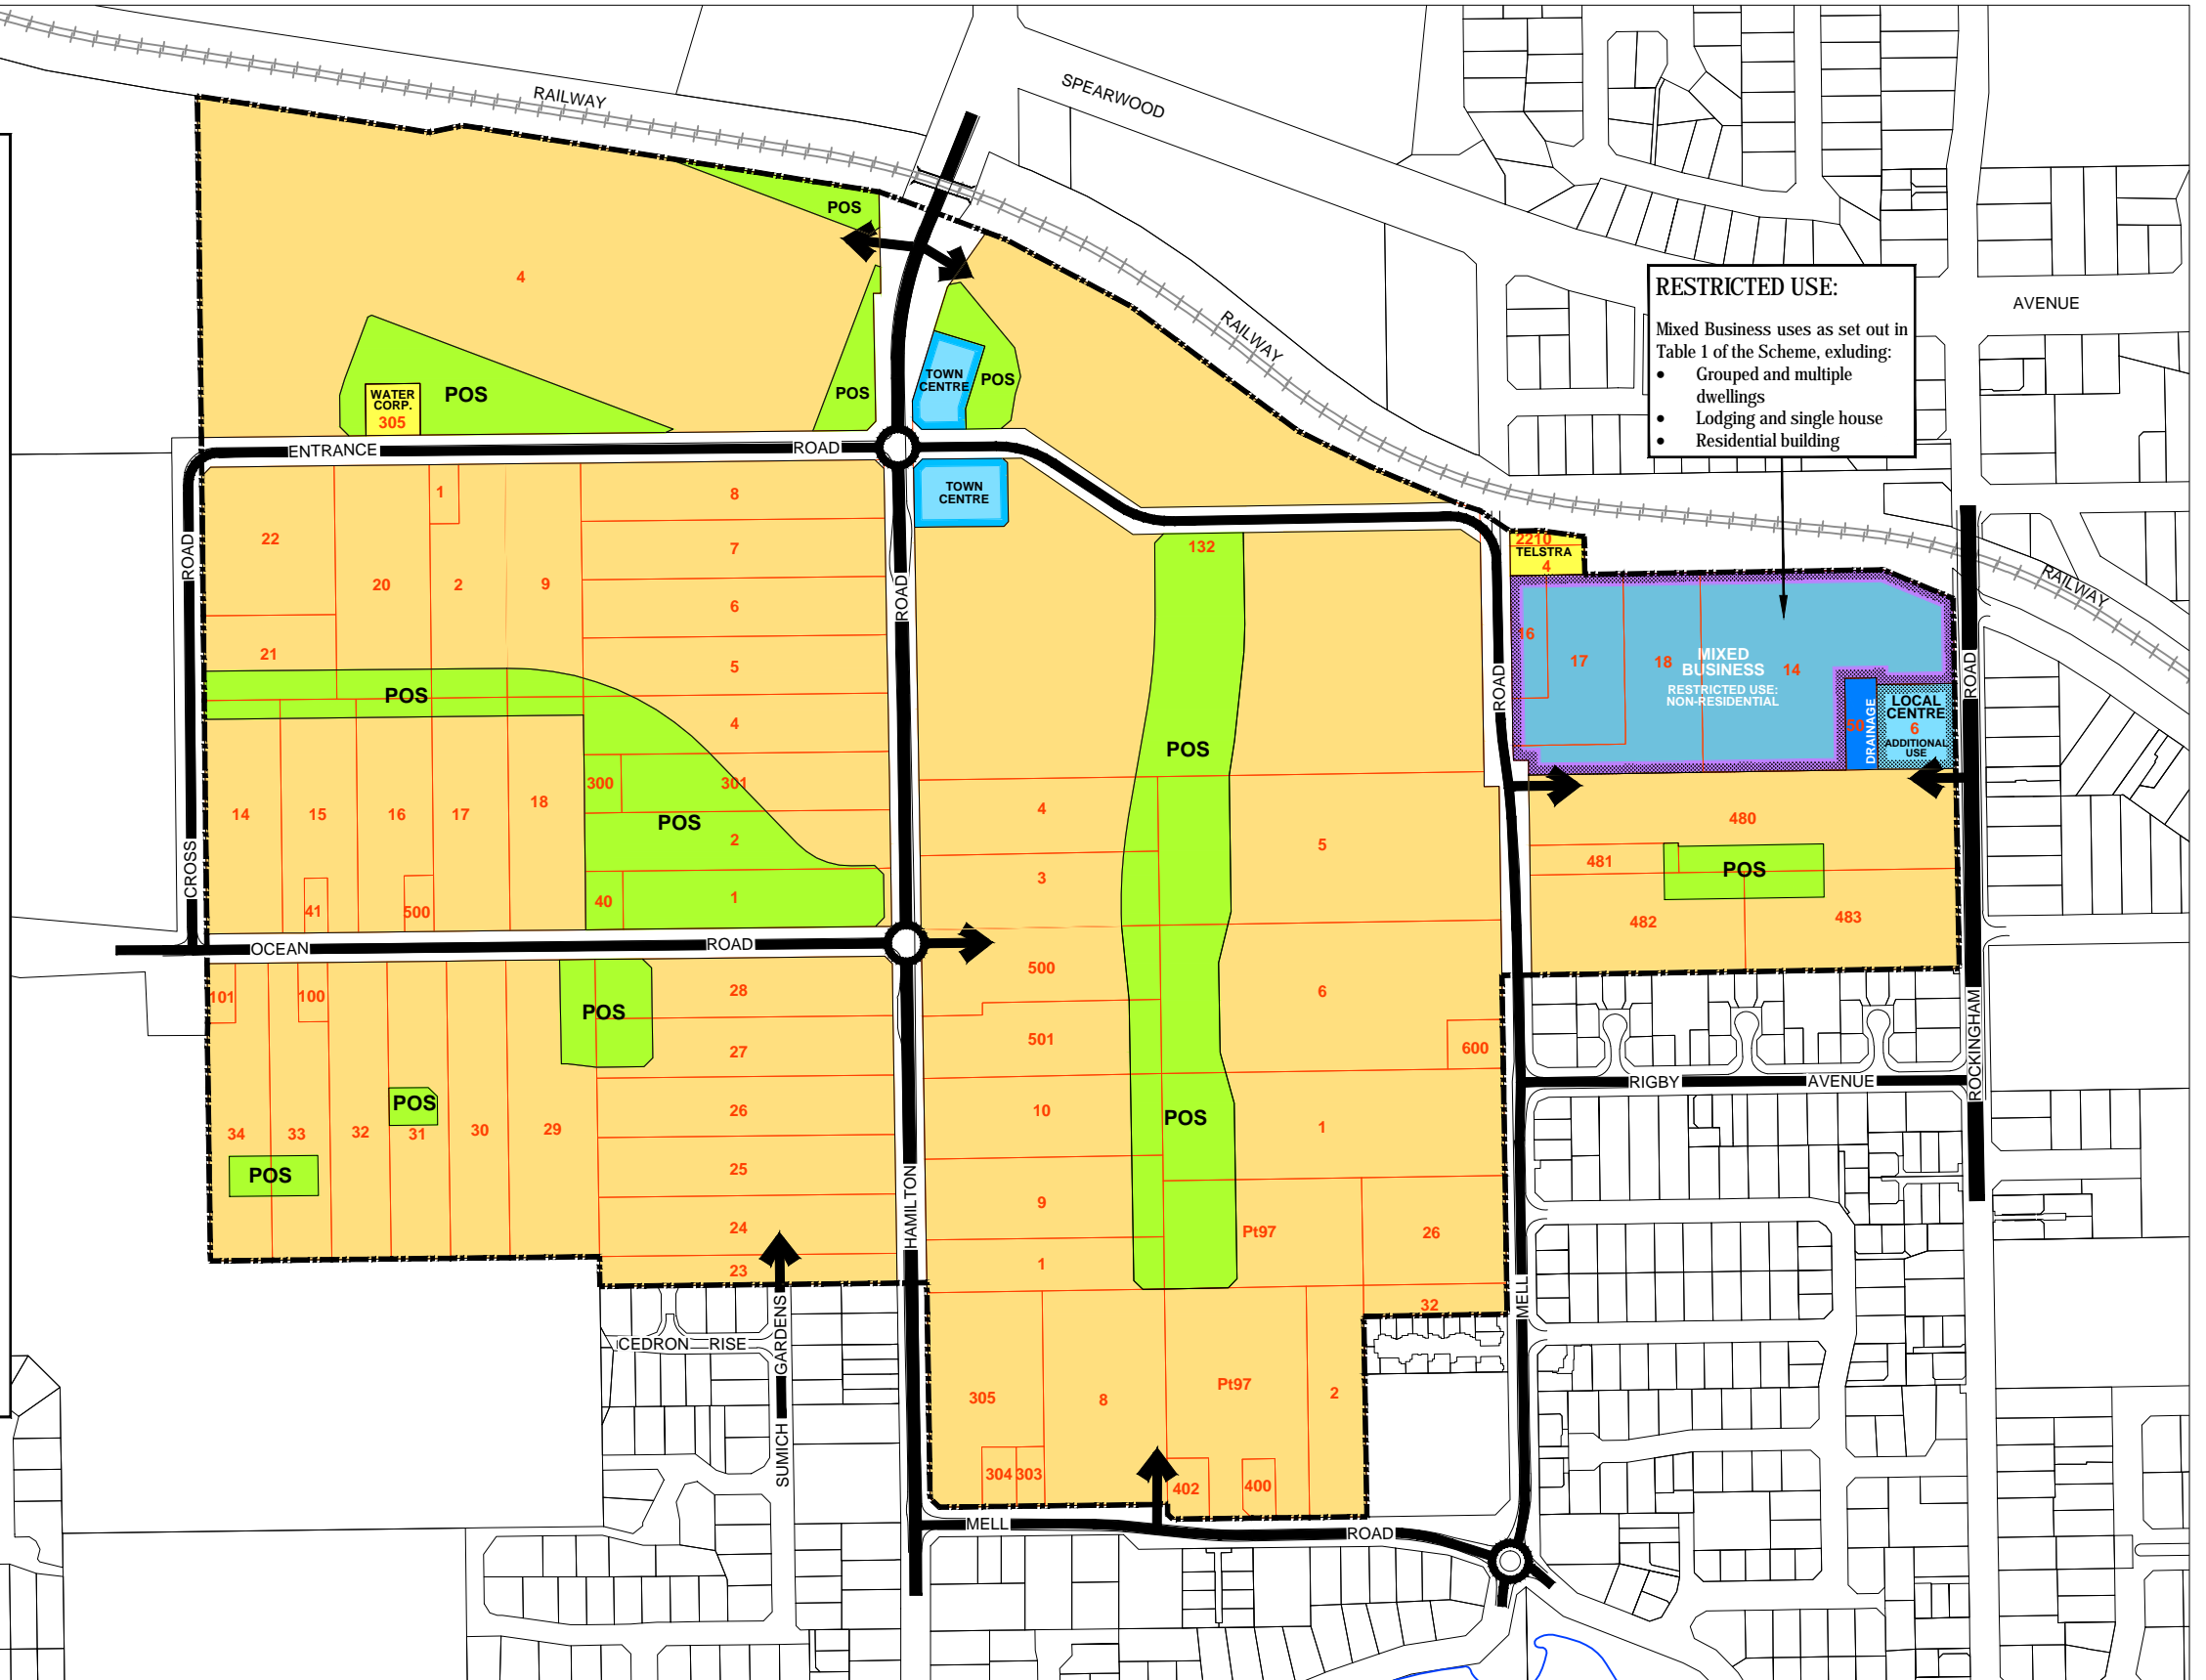 RAILWAY
SPEARWOOD
AVENUE
POS
4
RAILWAY
RESTRICTED USE:
Mixed Business uses as set out in
Table 1 of the Scheme, exluding:
• Grouped and multiple
dwellings
• Lodging and single house
• Residential building
TOWN
CENTRE
POS
POS
POS
WATER
CORP.
305
ENTRANCE ROAD
TOWN
CENTRE
1
8
22
7
20
2
9
6
21
5
POS
4
ROAD
ROAD
132
2210
TELSTRA
4
RAILWAY
16
17
18
MIXED
BUSINESS
14
RESTRICTED USE:
NON-RESIDENTIAL
ROAD
ROAD
50
DRAINAGE
LOCAL
CENTRE
6
ADDITIONAL
USE
POS
300
301
14
15
16
17
18
POS
2
4
5
480
CROSS
41
500
40
1
3
481
POS
482
483
OCEAN ROAD
101
100
POS
28
500
6
27
501
600
RIGBY AVENUE
ROCKINGHAM
POS
34
33
32
31
30
29
26
10
POS
1
POS
25
HAMILTON
9
Pt97
26
24
23
1
32
MELL
CEDRON RISE
SUMICH GARDENS
305
8
Pt97
2
304
303
402
400
MELL ROAD